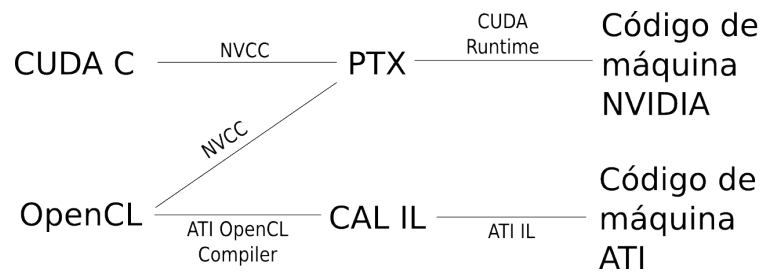 CUDA C
NVCC
PTX
CUDA
Runtime
Código de
máquina
NVIDIA
NVCC
OpenCL
ATI OpenCL
Compiler
CAL IL
ATI IL
Código de
máquina
ATI